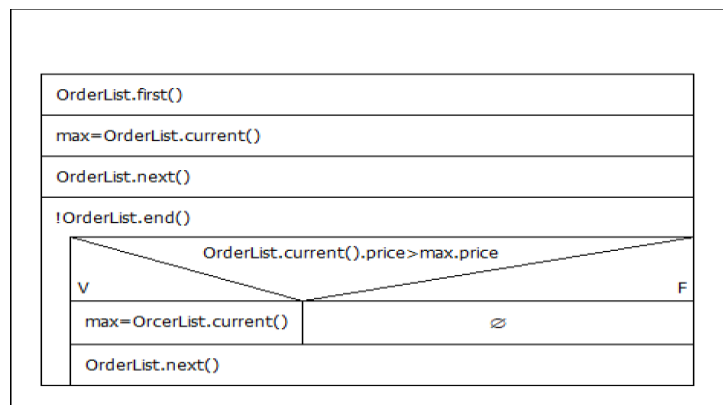 OrderList.first()
max=OrderList.current()
OrderList.next()
!OrderList.end()
OrderList.current().price>max.price
V F
max=OrcerList.current() ∅
OrderList.next()